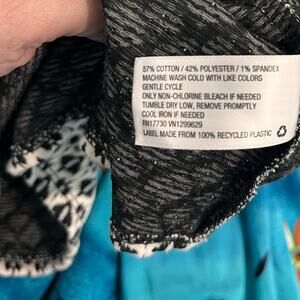 57% COTTON / 42% POLYESTER / 1% SPANDEX
MACHINE WASH COLD WITH LIKE COLORS
GENTLE CYCLE
ONLY NON-CHLORINE BLEACH IF NEEDED
TUMBLE DRY LOW, REMOVE PROMPTLY
COOL IRON IF NEEDED
RN17730 VN1299629
LABEL MADE FROM 100% RECYCLED PLASTIC